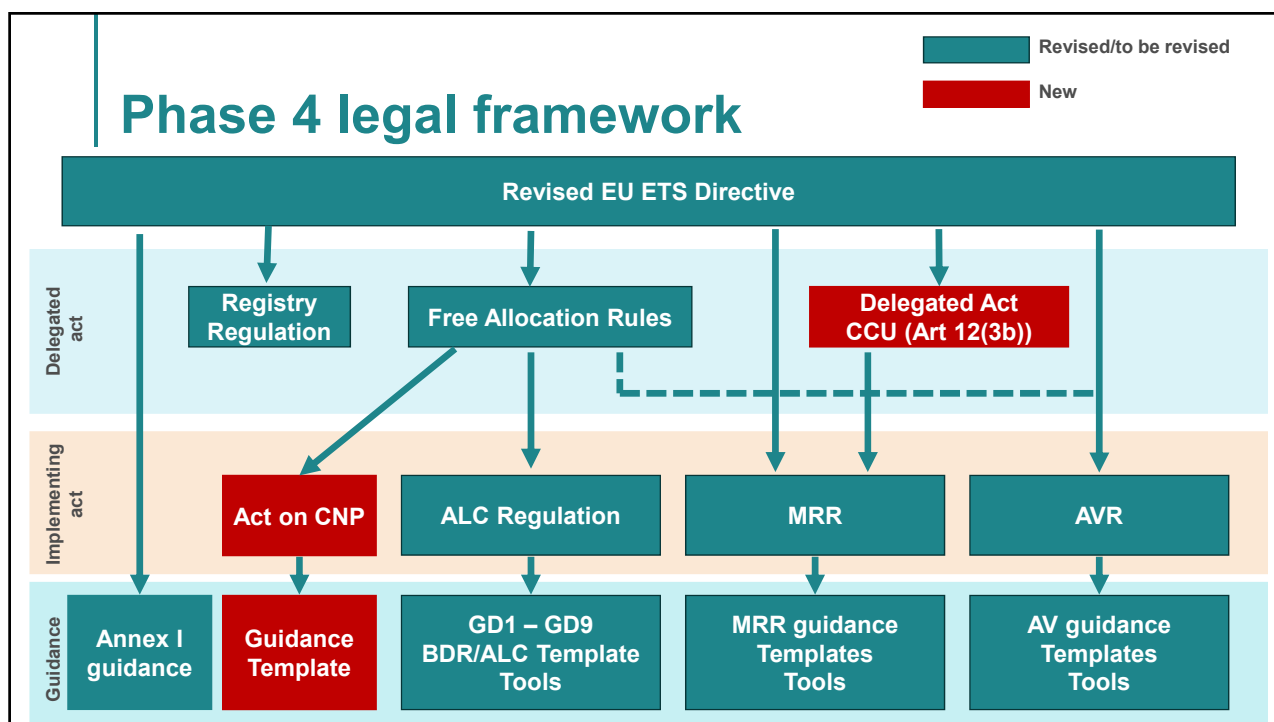 Revised/to be revised
New
Phase 4 legal framework
Revised EU ETS Directive
Delegated
act
Registry
Regulation
Free Allocation Rules
Delegated Act
CCU (Art 12(3b))
Implementing
act
Act on CNP
ALC Regulation
MRR
AVR
Guidance
Annex I
guidance
Guidance
Template
GD1 – GD9
BDR/ALC Template
Tools
MRR guidance
Templates
Tools
AV guidance
Templates
Tools